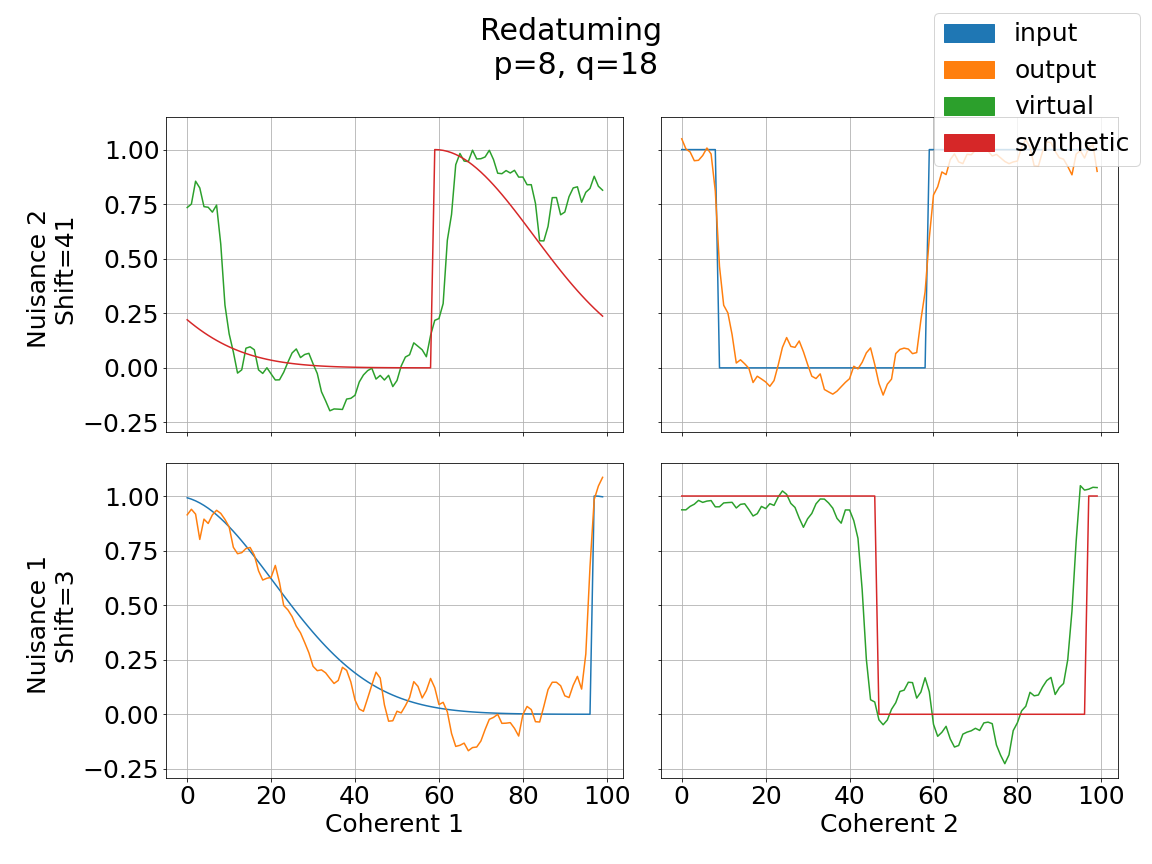 Redatuming
p=8, q=18
input
output
virtual
synthetic
Nuisance 2
Shift=41
1.00
0.75
0.50
0.25
0.00
−0.25
Nuisance 1
Shift=3
1.00
0.75
0.50
0.25
0.00
−0.25
0 20 40 60 80 100
Coherent 1
0 20 40 60 80 100
Coherent 2